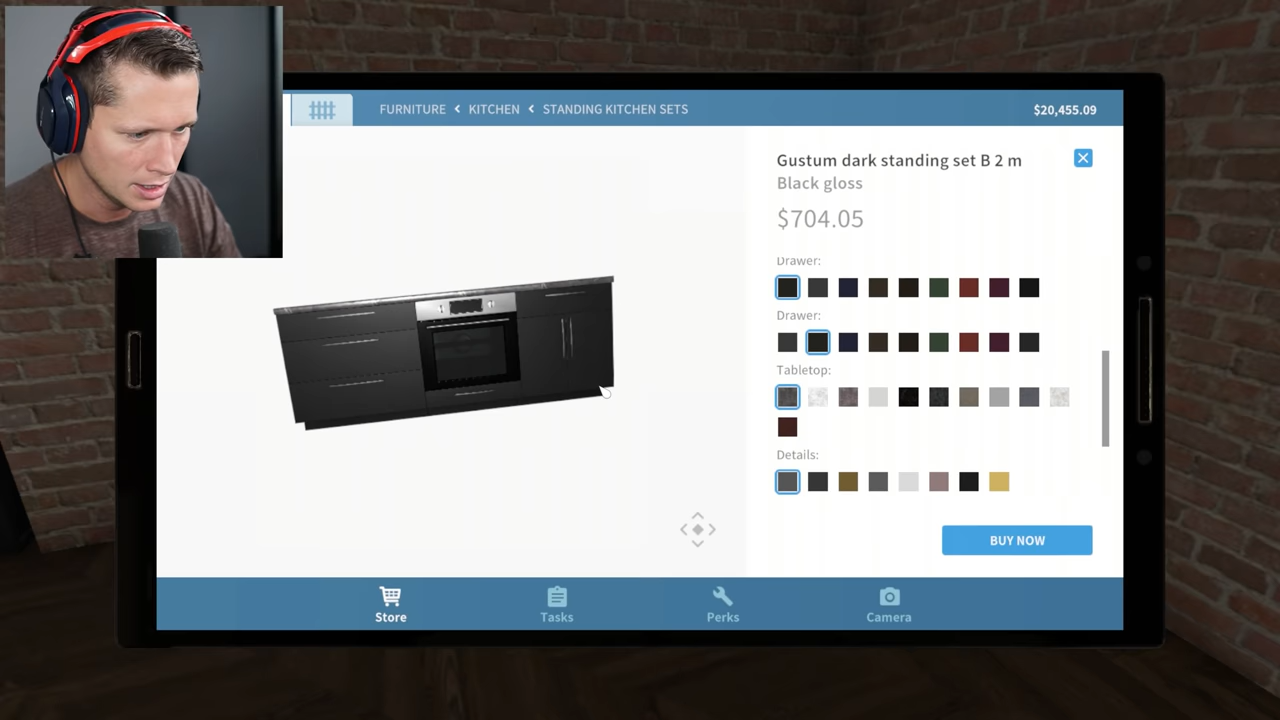 FURNITURE < KITCHEN < STANDING KITCHEN SETS
$20,455.09
Gustum dark standing set B 2 m
Black gloss
$704.05
Drawer:
Drawer:
Tabletop:
Details:
BUY NOW
Store
Tasks
Perks
Camera